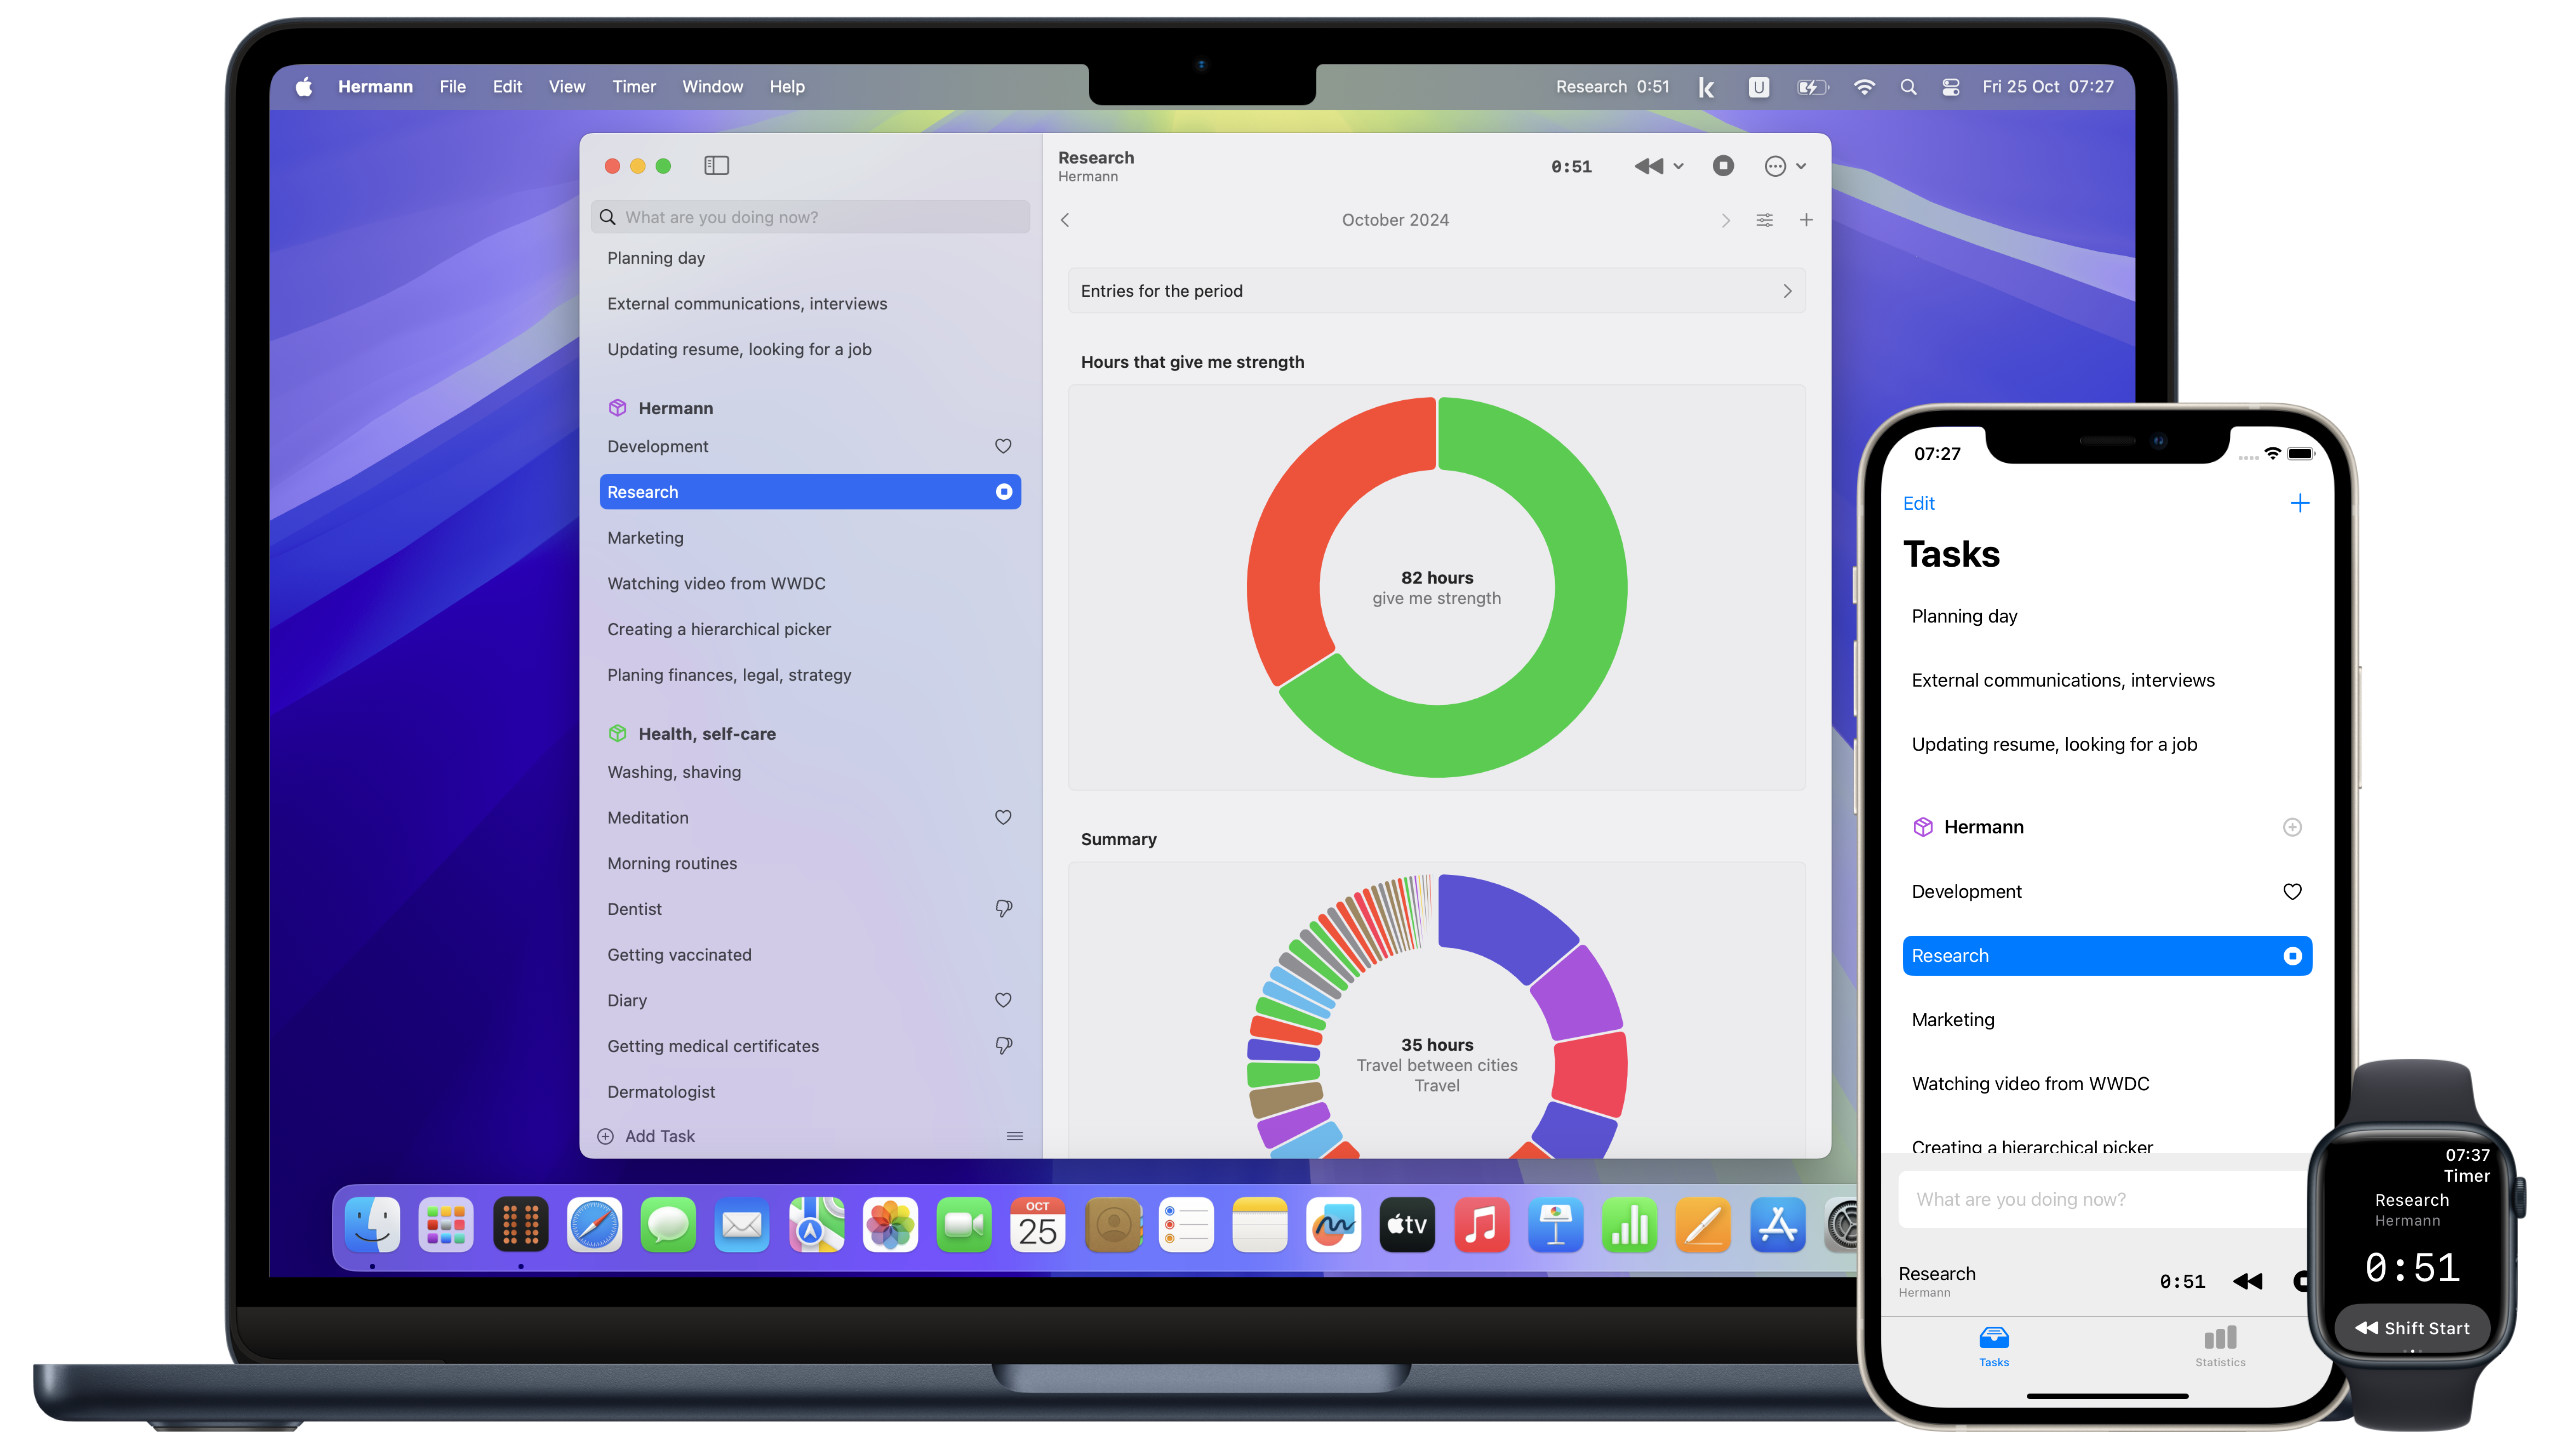 Hermann File Edit View Timer Window Help
Research 0:51 k U Fri 25 Oct 07:27
What are you doing now?
Planning day
External communications, interviews
Updating resume, looking for a job
Hermann
Development
Research
Marketing
Watching video from WWDC
Creating a hierarchical picker
Planing finances, legal, strategy
Health, self-care
Washing, shaving
Meditation
Morning routines
Dentist
Getting vaccinated
Diary
Getting medical certificates
Dermatologist
Add Task
Research
Hermann
0:51
October 2024
Entries for the period
Hours that give me strength
82 hours
give me strength
Summary
35 hours
Travel between cities
Travel
OCT
25
tv
07:27
Edit
Tasks
Planning day
External communications, interviews
Updating resume, looking for a job
Hermann
Development
Research
Marketing
Watching video from WWDC
Creating a hierarchical picker
What are you doing now?
Research
Hermann
0:51
Tasks
Statistics
07:37
Timer
Research
Hermann
0:51
Shift Start